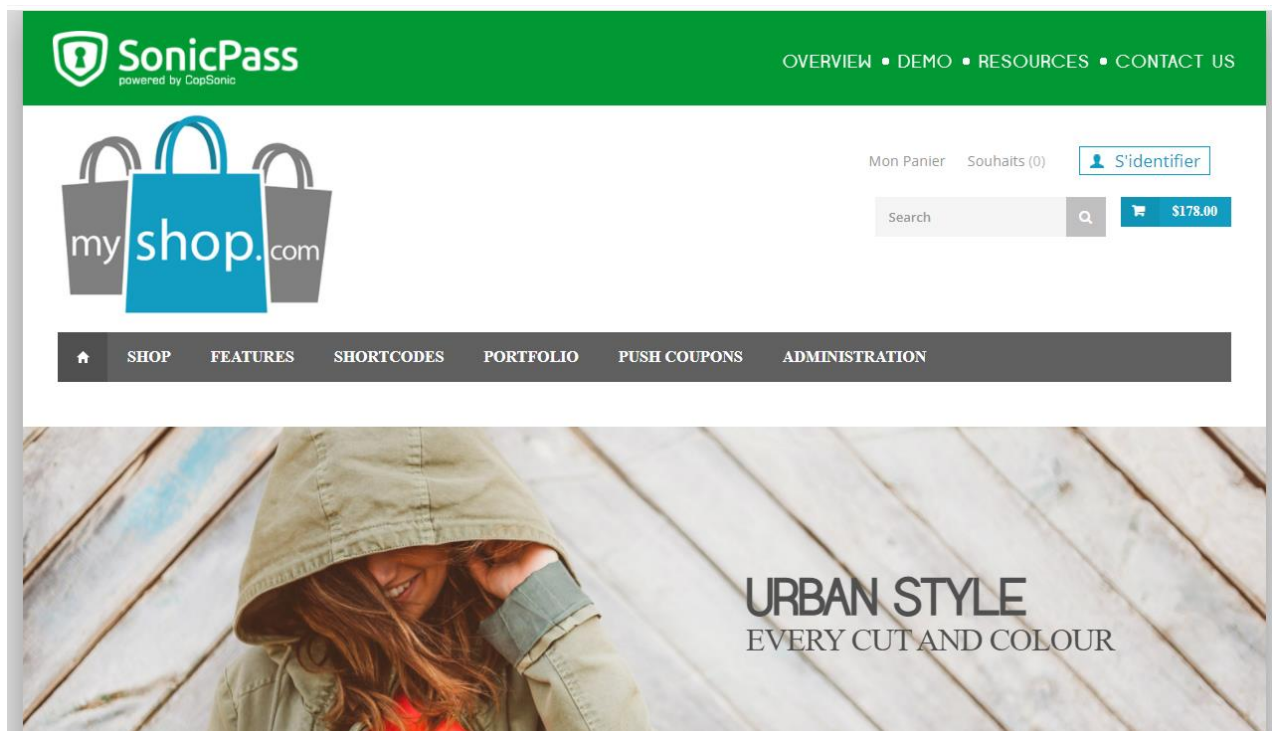 SonicPass
powered by CopSonic
OVERVIEW • DEMO • RESOURCES • CONTACT US
my shop.com
Mon Panier Souhaits (0) S'identifier
Search $178.00
SHOP FEATURES SHORTCODES PORTFOLIO PUSH COUPONS ADMINISTRATION
URBAN STYLE
EVERY CUT AND COLOUR